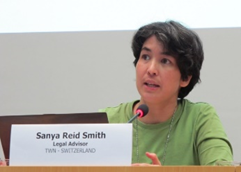 Sanya Reid Smith
Legal Advisor
TWN - SWITZERLAND